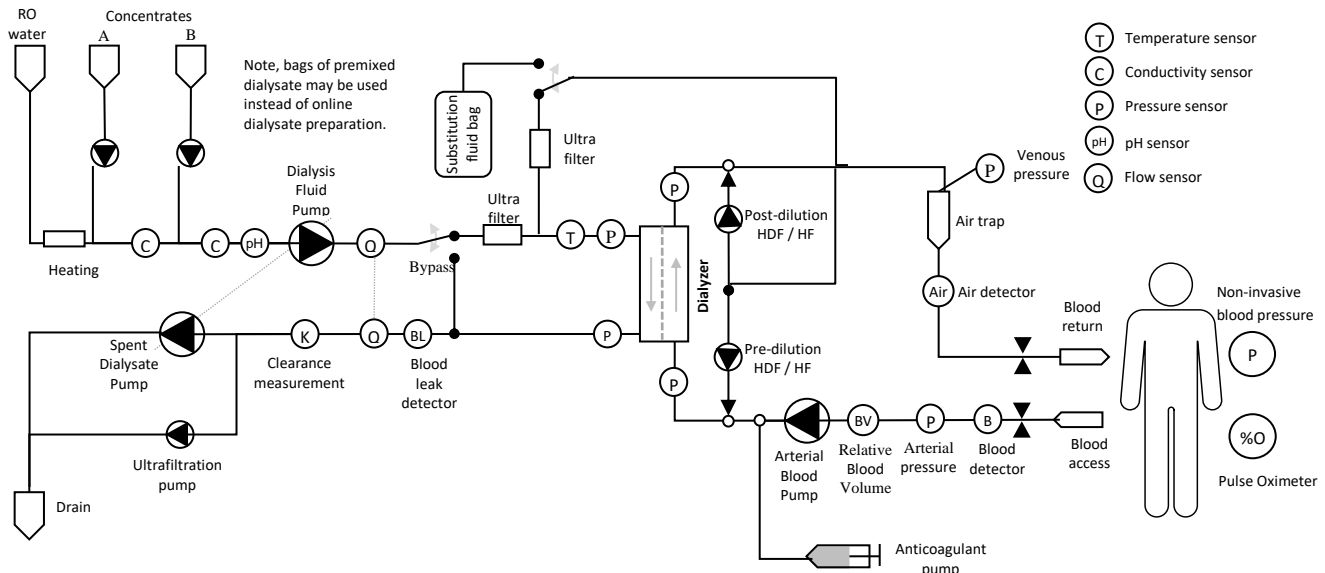 RO
water
Concentrates
A
B
Note, bags of premixed
dialysate may be used
instead of online
dialysate preparation.
Substitution
fluid bag
Ultra
filter
T
Temperature sensor
C
Conductivity sensor
P
Pressure sensor
pH
pH sensor
Q
Flow sensor
Venous
pressure
P
P
Dialysis
Fluid
Pump
Ultra
filter
Post-dilution
HDF / HF
Air trap
C
C
pH
Q
T
P
Heating
Bypass
Dialyzer
Air
Air detector
Blood
return
Non-invasive
blood pressure
P
Spent
Dialysate
Pump
K
Clearance
measurement
Q
BL
Blood
leak
detector
P
P
Pre-dilution
HDF / HF
Arterial
Blood
Pump
BV
Relative
Blood
Volume
P
Arterial
pressure
B
Blood
detector
Blood
access
%O
Pulse Oximeter
Ultrafiltration
pump
Drain
Anticoagulant
pump